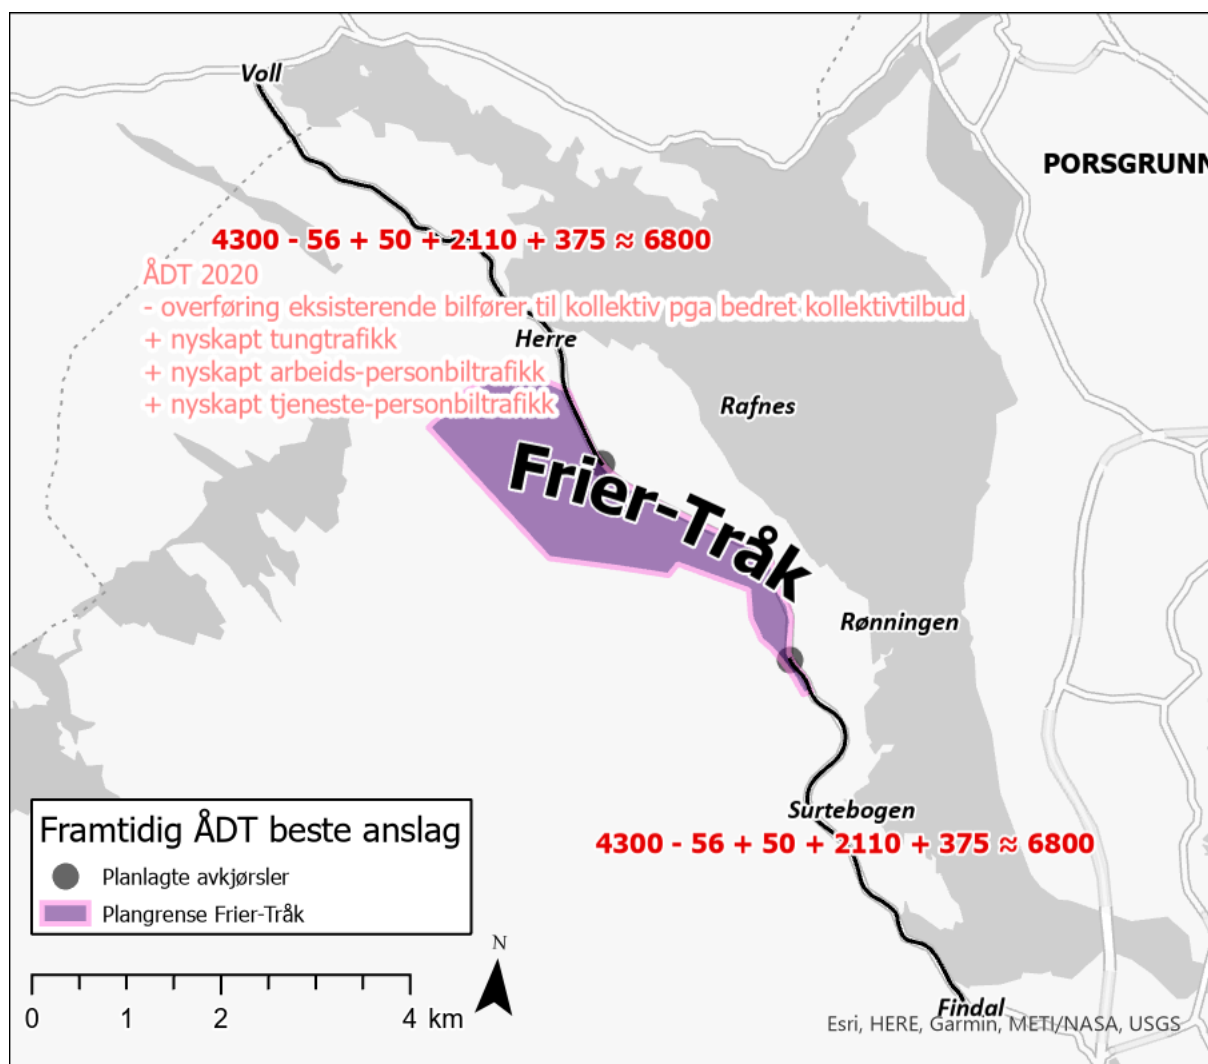 Voll
PORSGRUNN
4300 - 56 + 50 + 2110 + 375 ≈ 6800
ÅDT 2020
- overføring eksisterende bilfører til kollektiv pga bedret kollektivtilbud
+ nyskapt tungtrafikk
+ nyskapt arbeids-personbiltrafikk
+ nyskapt tjeneste-personbiltrafikk
Herre
Rafnes
Frier-Tråk
Rønningen
Surtebogen
4300 - 56 + 50 + 2110 + 375 ≈ 6800
Framtidig ÅDT beste anslag
Planlagte avkjørsler
Plangrense Frier-Tråk
N
0 1 2 4 km
Findal
Esri, HERE, Garmin, METI/NASA, USGS